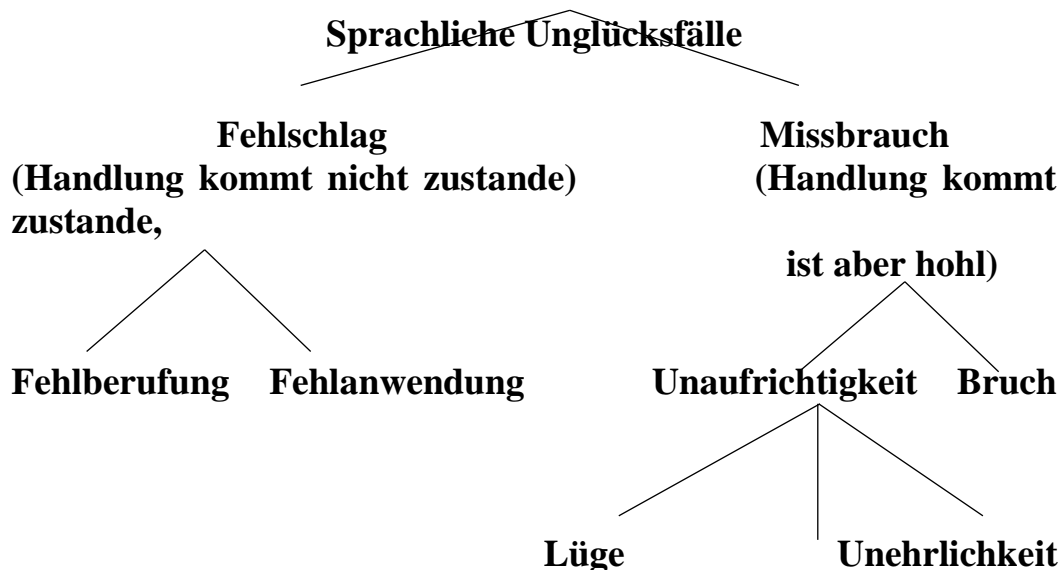 Sprachliche Unglücksfälle
Fehlschlag Missbrauch
(Handlung kommt nicht zustande) (Handlung kommt
zustande,
ist aber hohl)
Fehlberufung Fehlanwendung Unaufrichtigkeit Bruch
Lüge Unehrlichkeit